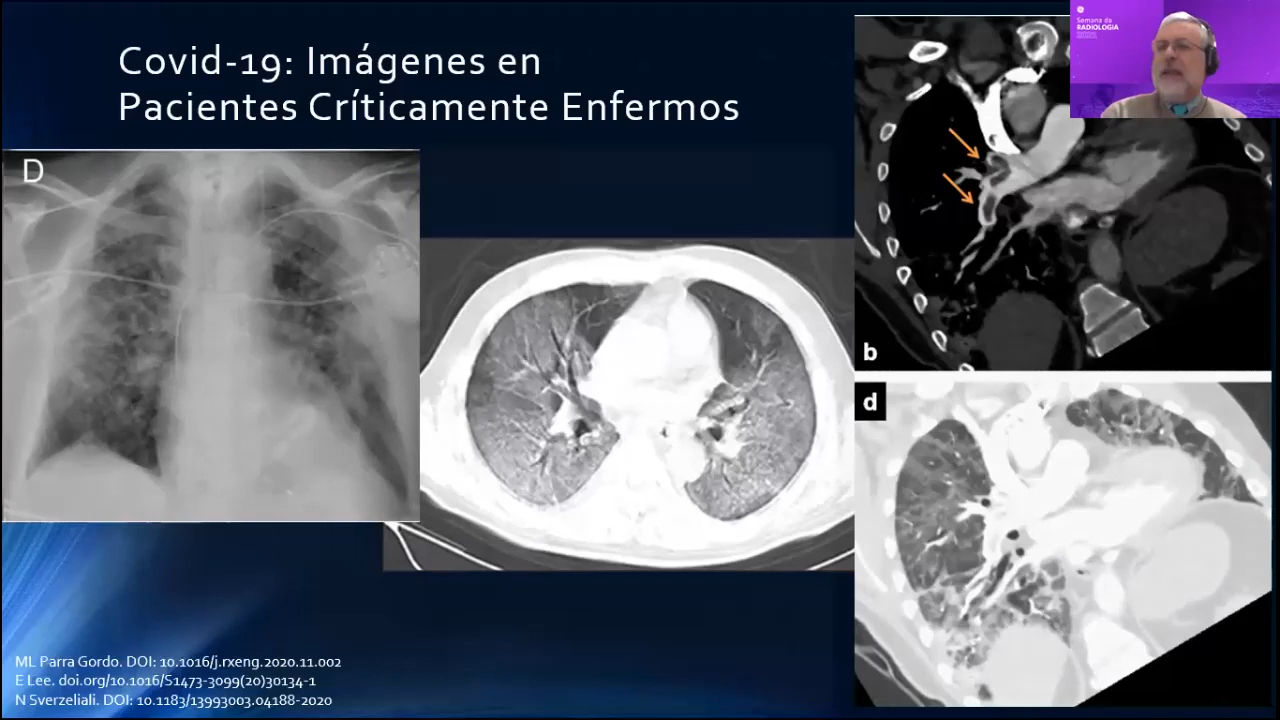 Covid-19: Imágenes en
Pacientes Críticamente Enfermos
D
b
d
Semana da
RADIOLOGIA
ML Parra Gordo. DOI: 10.1016/j.rxeng.2020.11.002
E Lee. doi.org/10.1016/S1473-3099(20)30134-1
N Sverzeliali. DOI: 10.1183/13993003.04188-2020